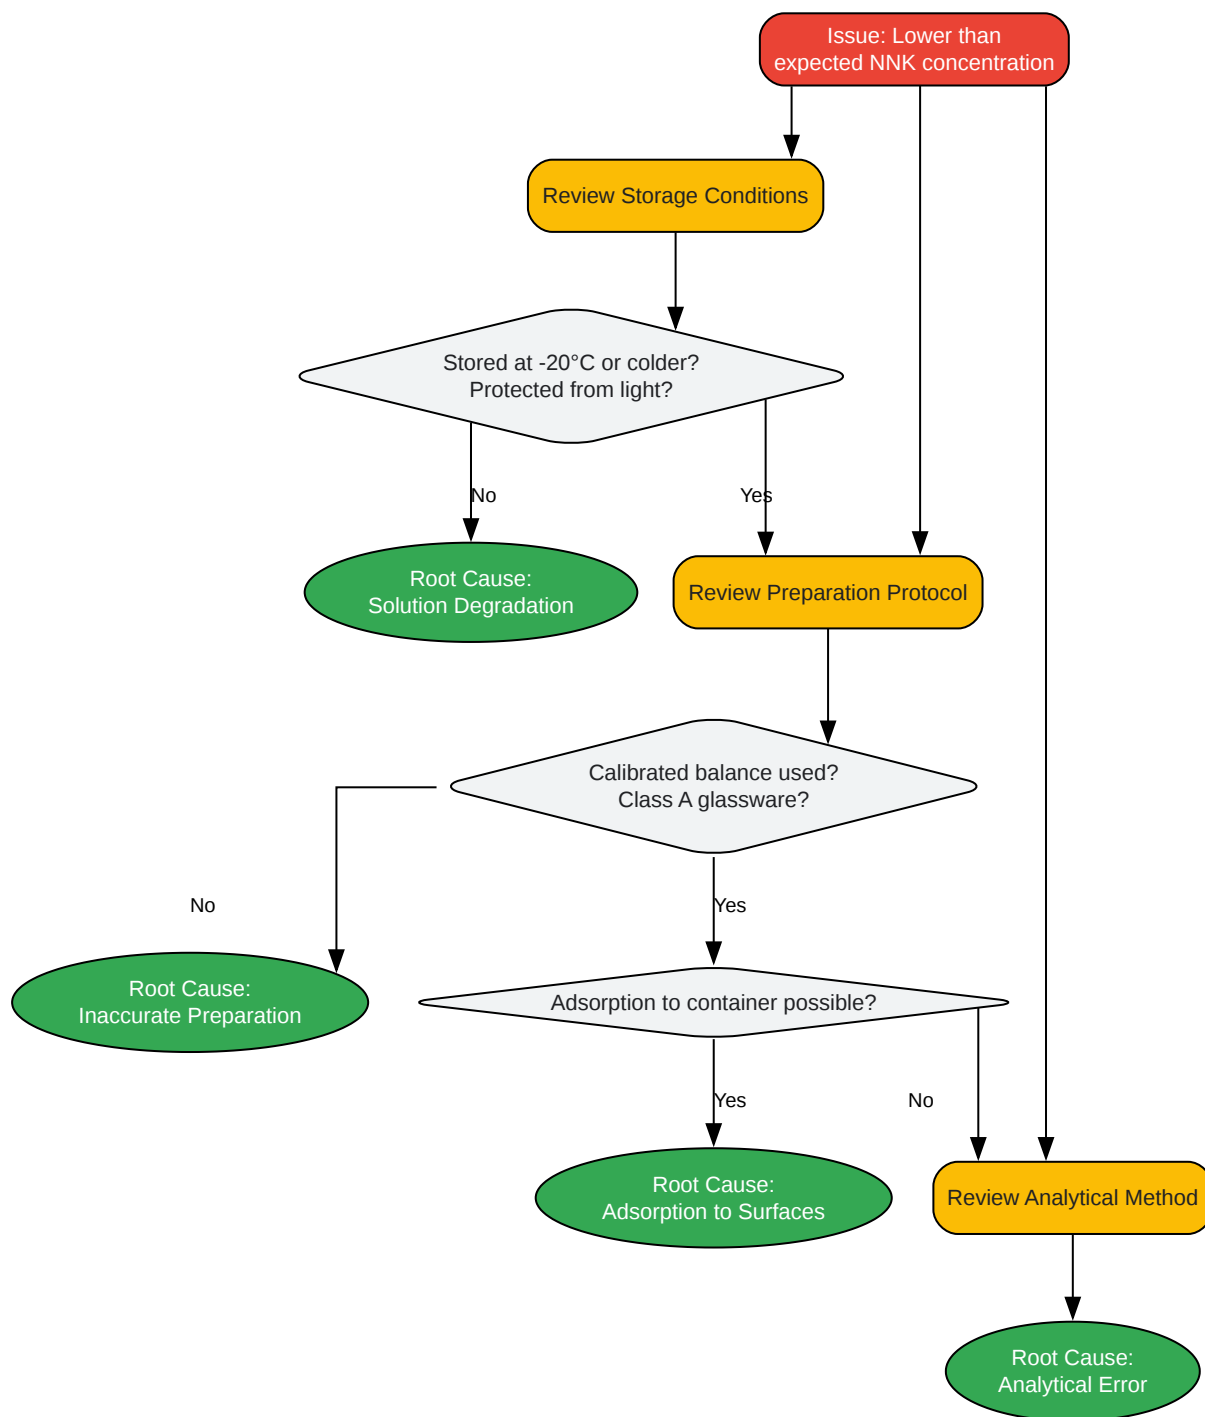 Issue: Lower than
expected NNK concentration
Review Storage Conditions
Stored at -20°C or colder?
Protected from light?
No
Yes
Root Cause:
Solution Degradation
Review Preparation Protocol
Calibrated balance used?
Class A glassware?
No
Yes
Root Cause:
Inaccurate Preparation
Adsorption to container possible?
Yes
No
Root Cause:
Adsorption to Surfaces
Review Analytical Method
Root Cause:
Analytical Error